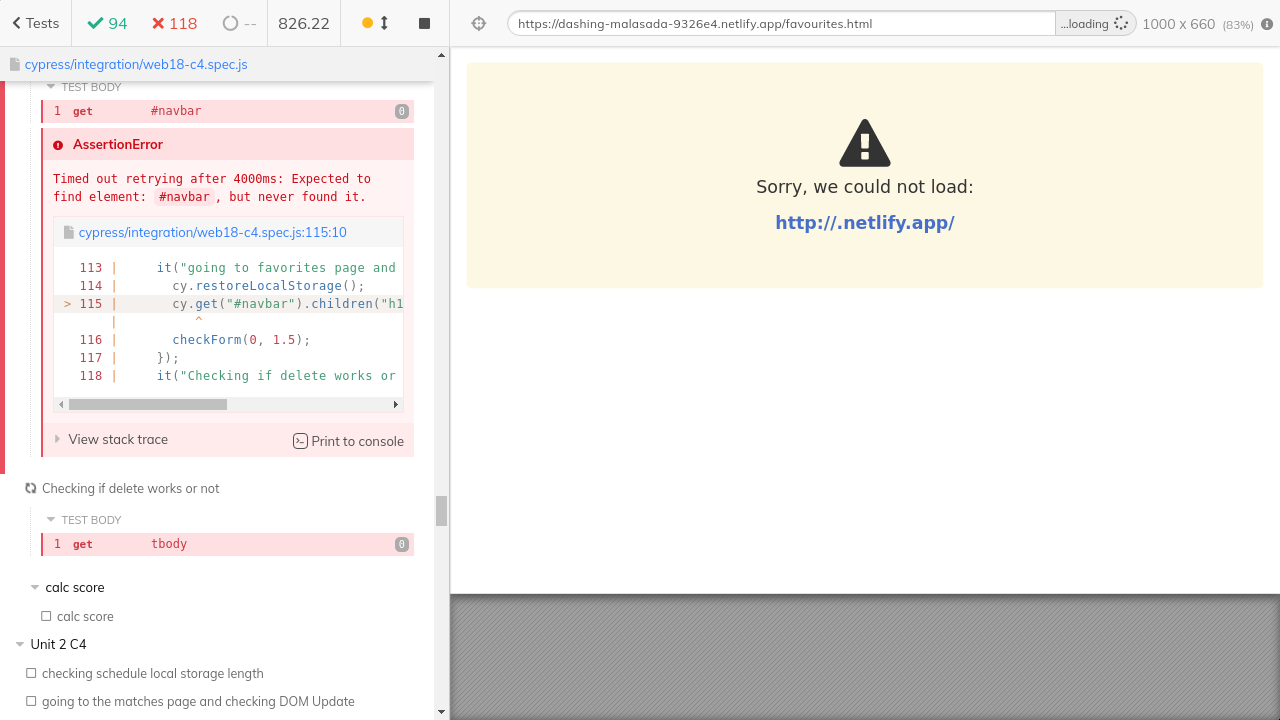 Tests
94
118
--
826.22
https://dashing-malasada-9326e4.netlify.app/favourites.html
...loading
1000 x 660 (83%)
cypress/integration/web18-c4.spec.js
TEST BODY
1 get #navbar 0
AssertionError
Timed out retrying after 4000ms: Expected to
find element: #navbar, but never found it.
cypress/integration/web18-c4.spec.js:115:10
113 | it("going to favorites page and
114 | cy.restoreLocalStorage();
> 115 | cy.get("#navbar").children("h1
| ^
116 | checkForm(0, 1.5);
117 | });
118 | it("Checking if delete works or
View stack trace
Print to console
Checking if delete works or not
TEST BODY
1 get tbody 0
calc score
calc score
Unit 2 C4
checking schedule local storage length
going to the matches page and checking DOM Update
Sorry, we could not load:
http://.netlify.app/